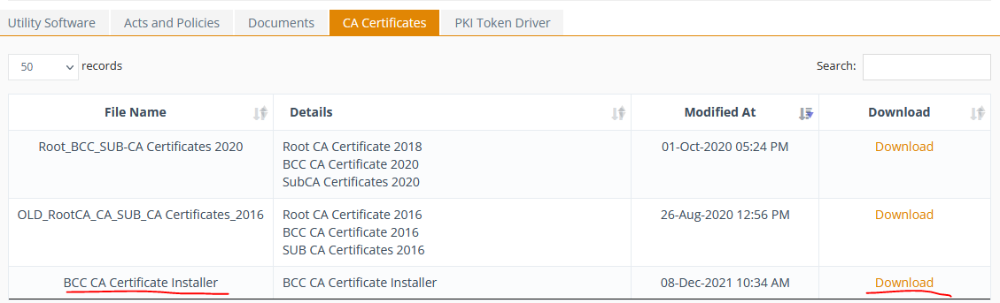 Utility Software Acts and Policies Documents CA Certificates PKI Token Driver
50 records Search:
File Name Details Modified At Download
Root_BCC_SUB-CA Certificates 2020 Root CA Certificate 2018 01-Oct-2020 05:24 PM Download
BCC CA Certificate 2020
SubCA Certificates 2020
OLD_RootCA_CA_SUB_CA Certificates_2016 Root CA Certificate 2016 26-Aug-2020 12:56 PM Download
BCC CA Certificate 2016
SUB CA Certificates 2016
BCC CA Certificate Installer BCC CA Certificate Installer 08-Dec-2021 10:34 AM Download